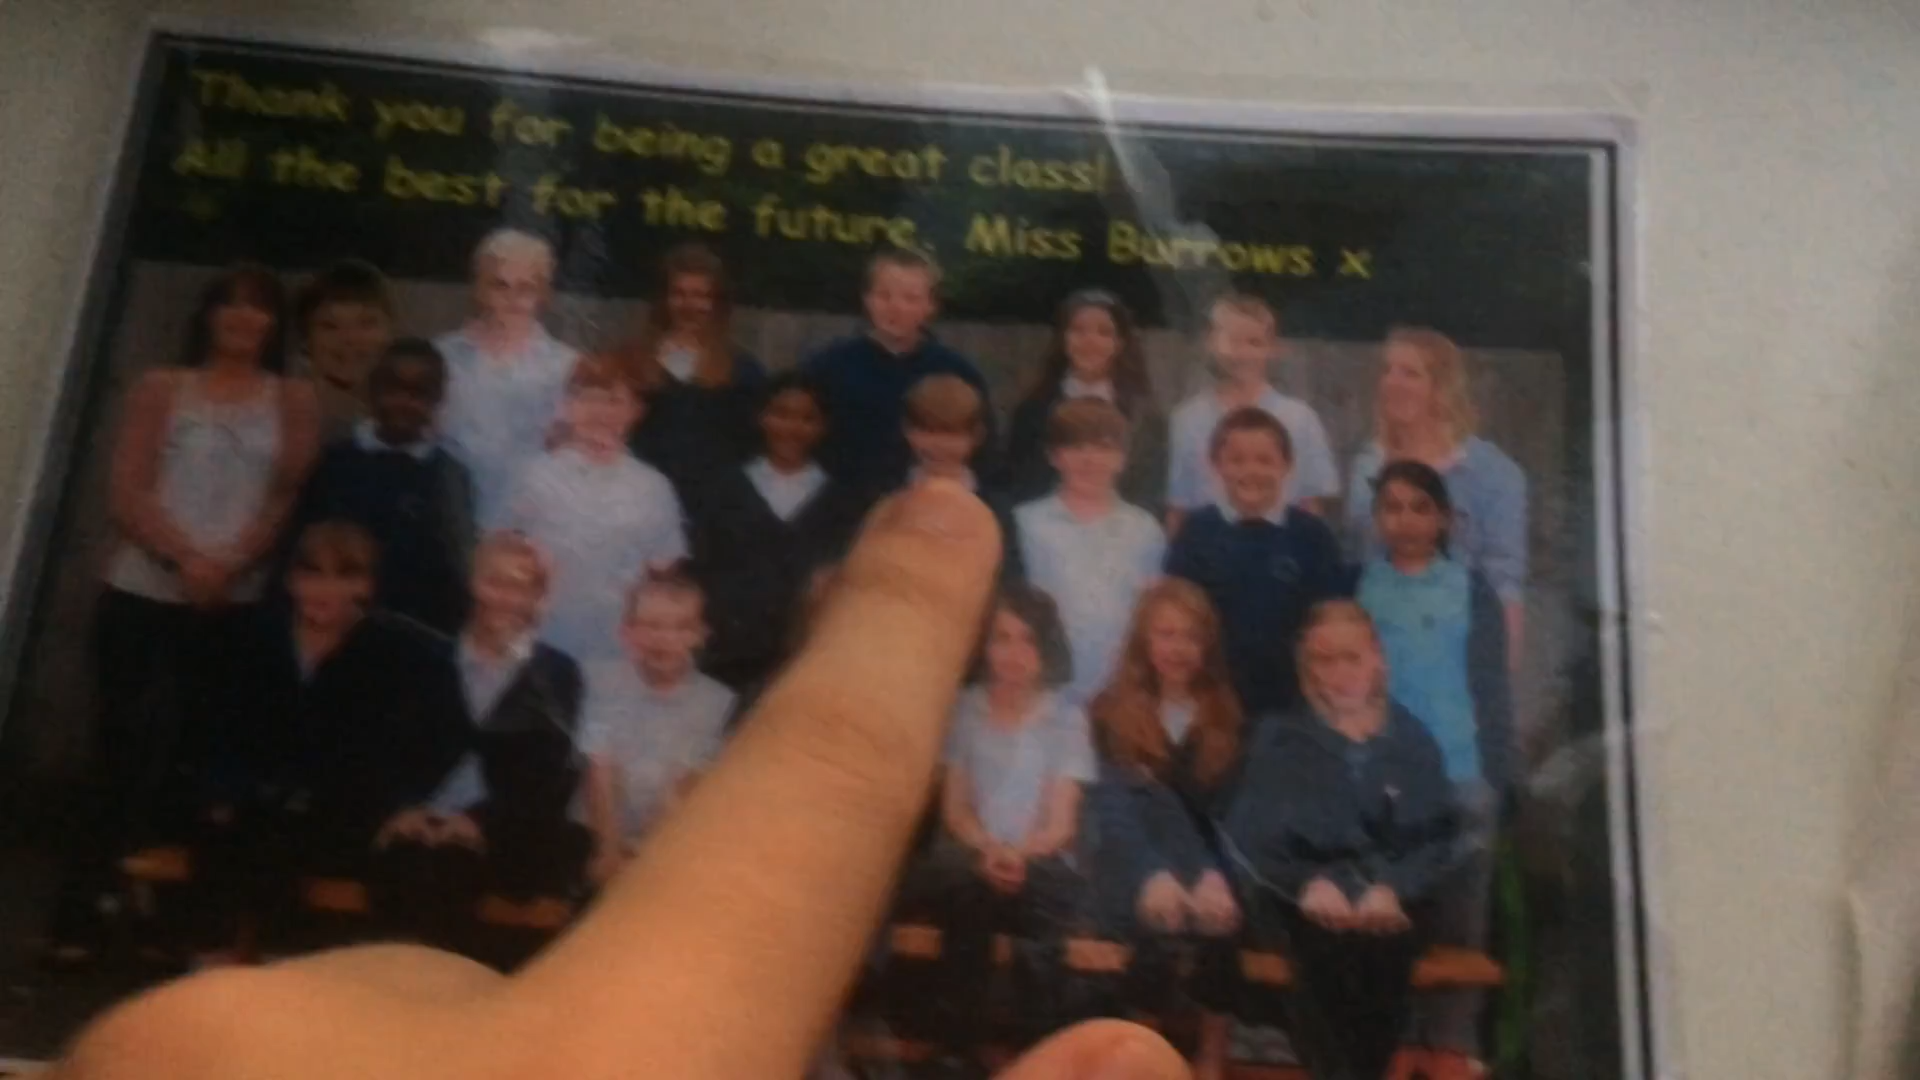 Thank you for being a great class!
All the best for the future. Miss Burrows x